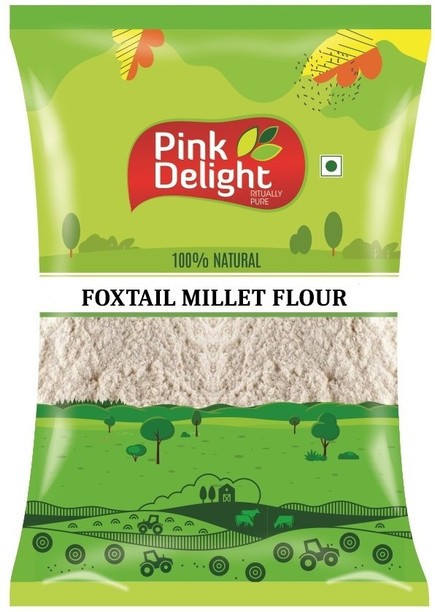 Pink
Delight
RITUALLY
PURE
100% NATURAL
FOXTAIL MILLET FLOUR